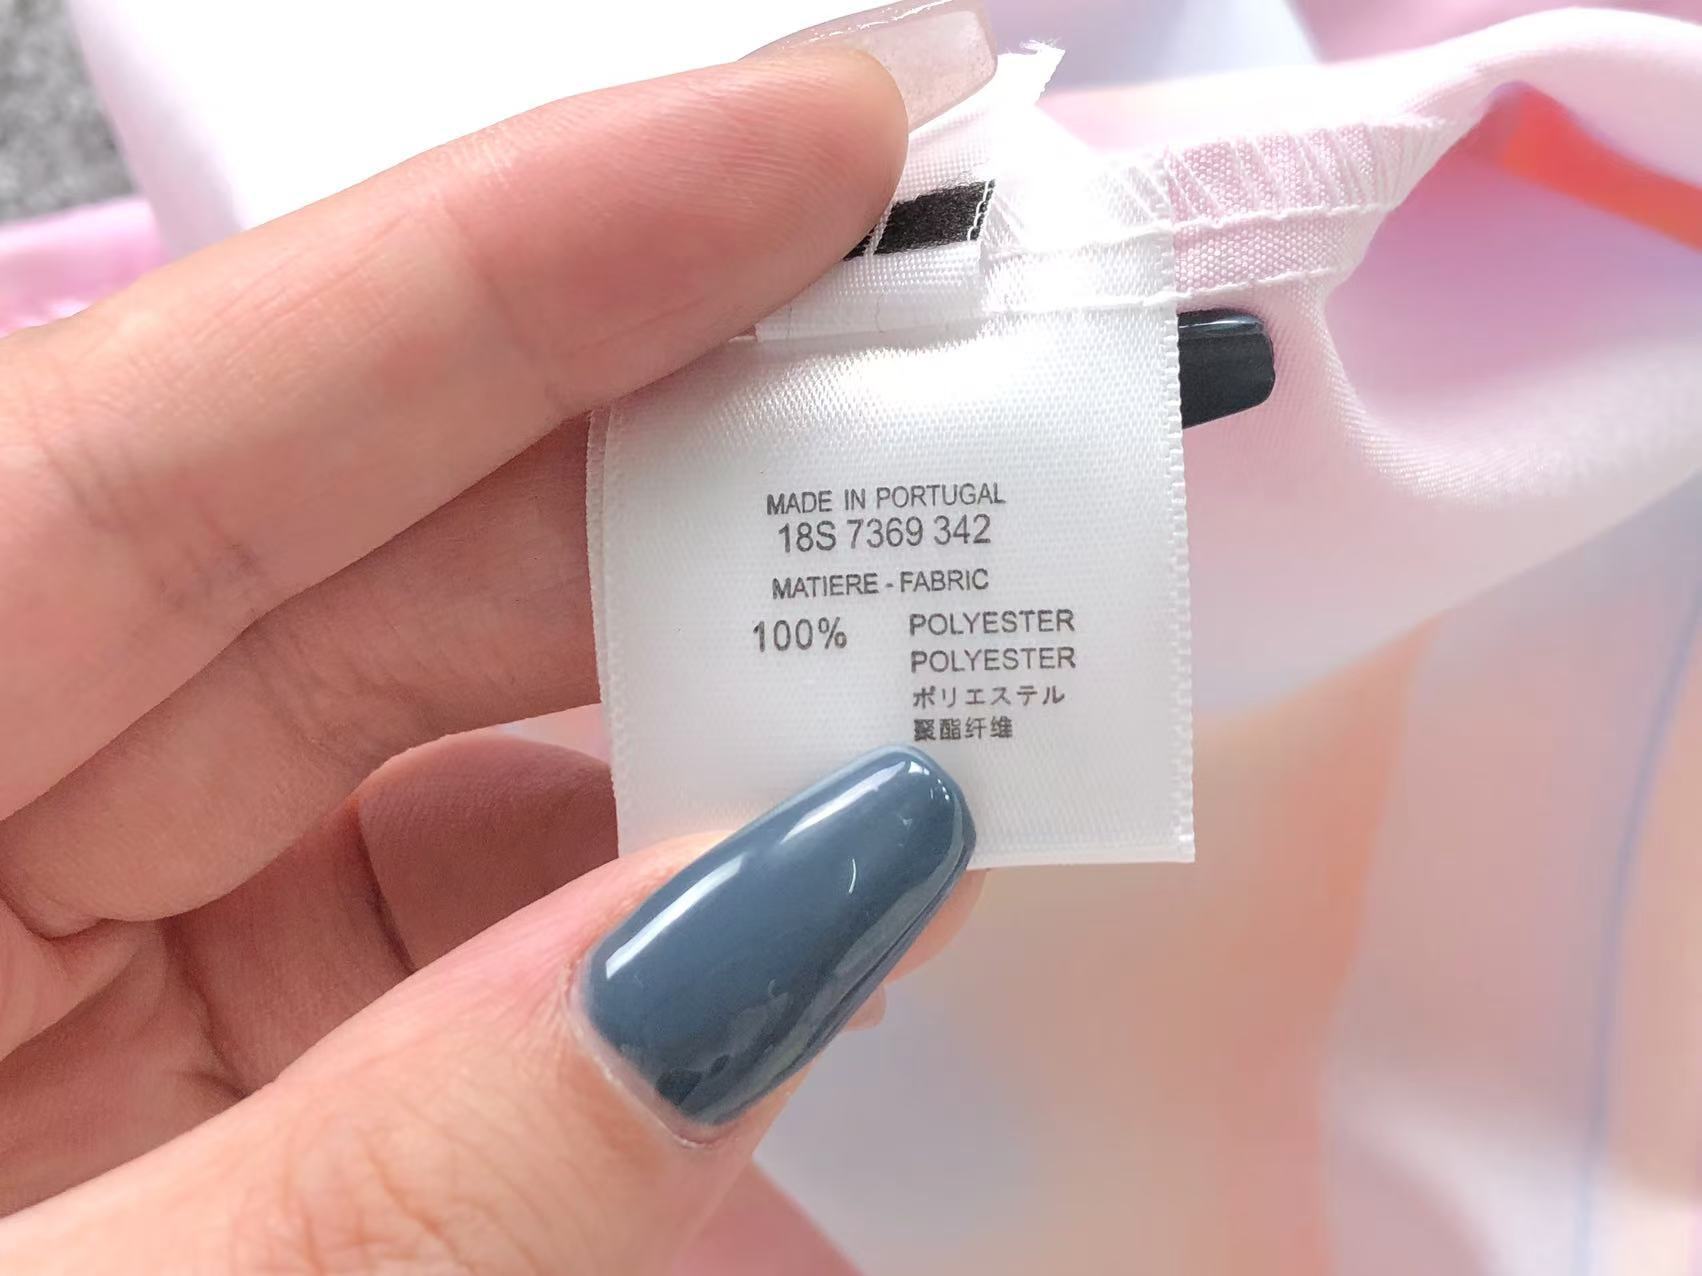 MADE IN PORTUGAL
18S 7369 342
MATIERE - FABRIC
100% POLYESTER
POLYESTER
ポリエステル
聚酯纤维